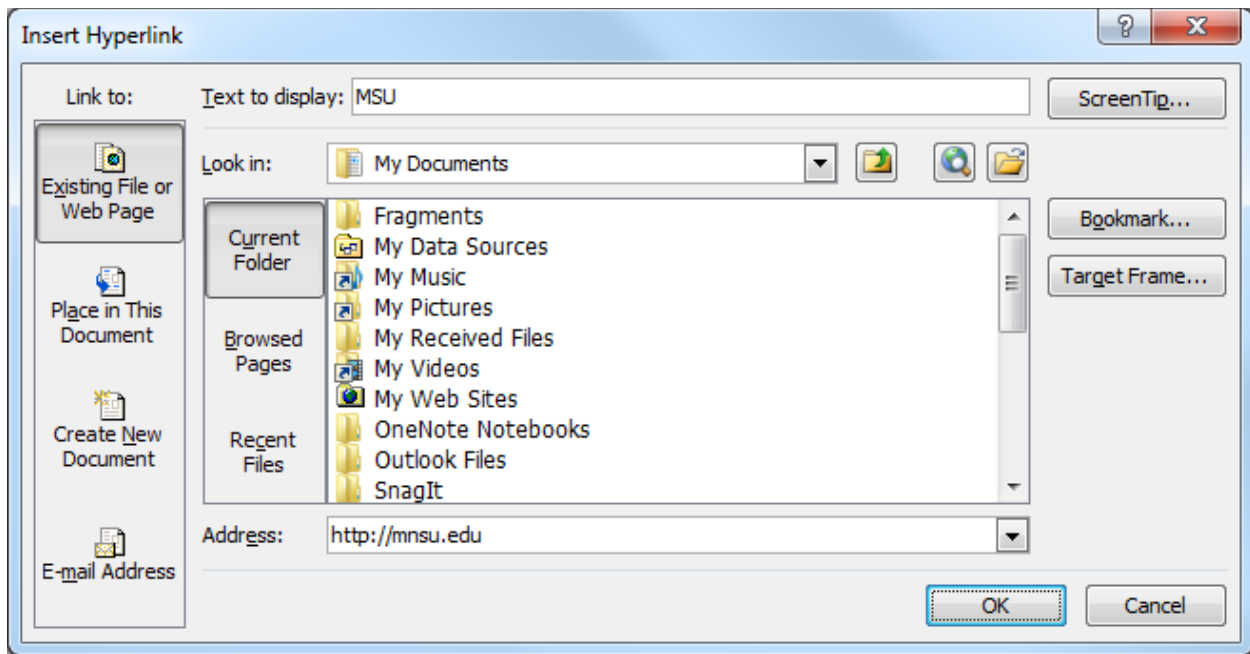 Insert Hyperlink
Link to:
Text to display: MSU
ScreenTip...
Existing File or
Web Page
Look in: My Documents
Current
Folder
Fragments
My Data Sources
My Music
My Pictures
My Received Files
My Videos
My Web Sites
OneNote Notebooks
Outlook Files
SnagIt
Bookmark...
Target Frame...
Place in This
Document
Browsed
Pages
Create New
Document
Recent
Files
E-mail Address
Address: http://mnsu.edu
OK
Cancel